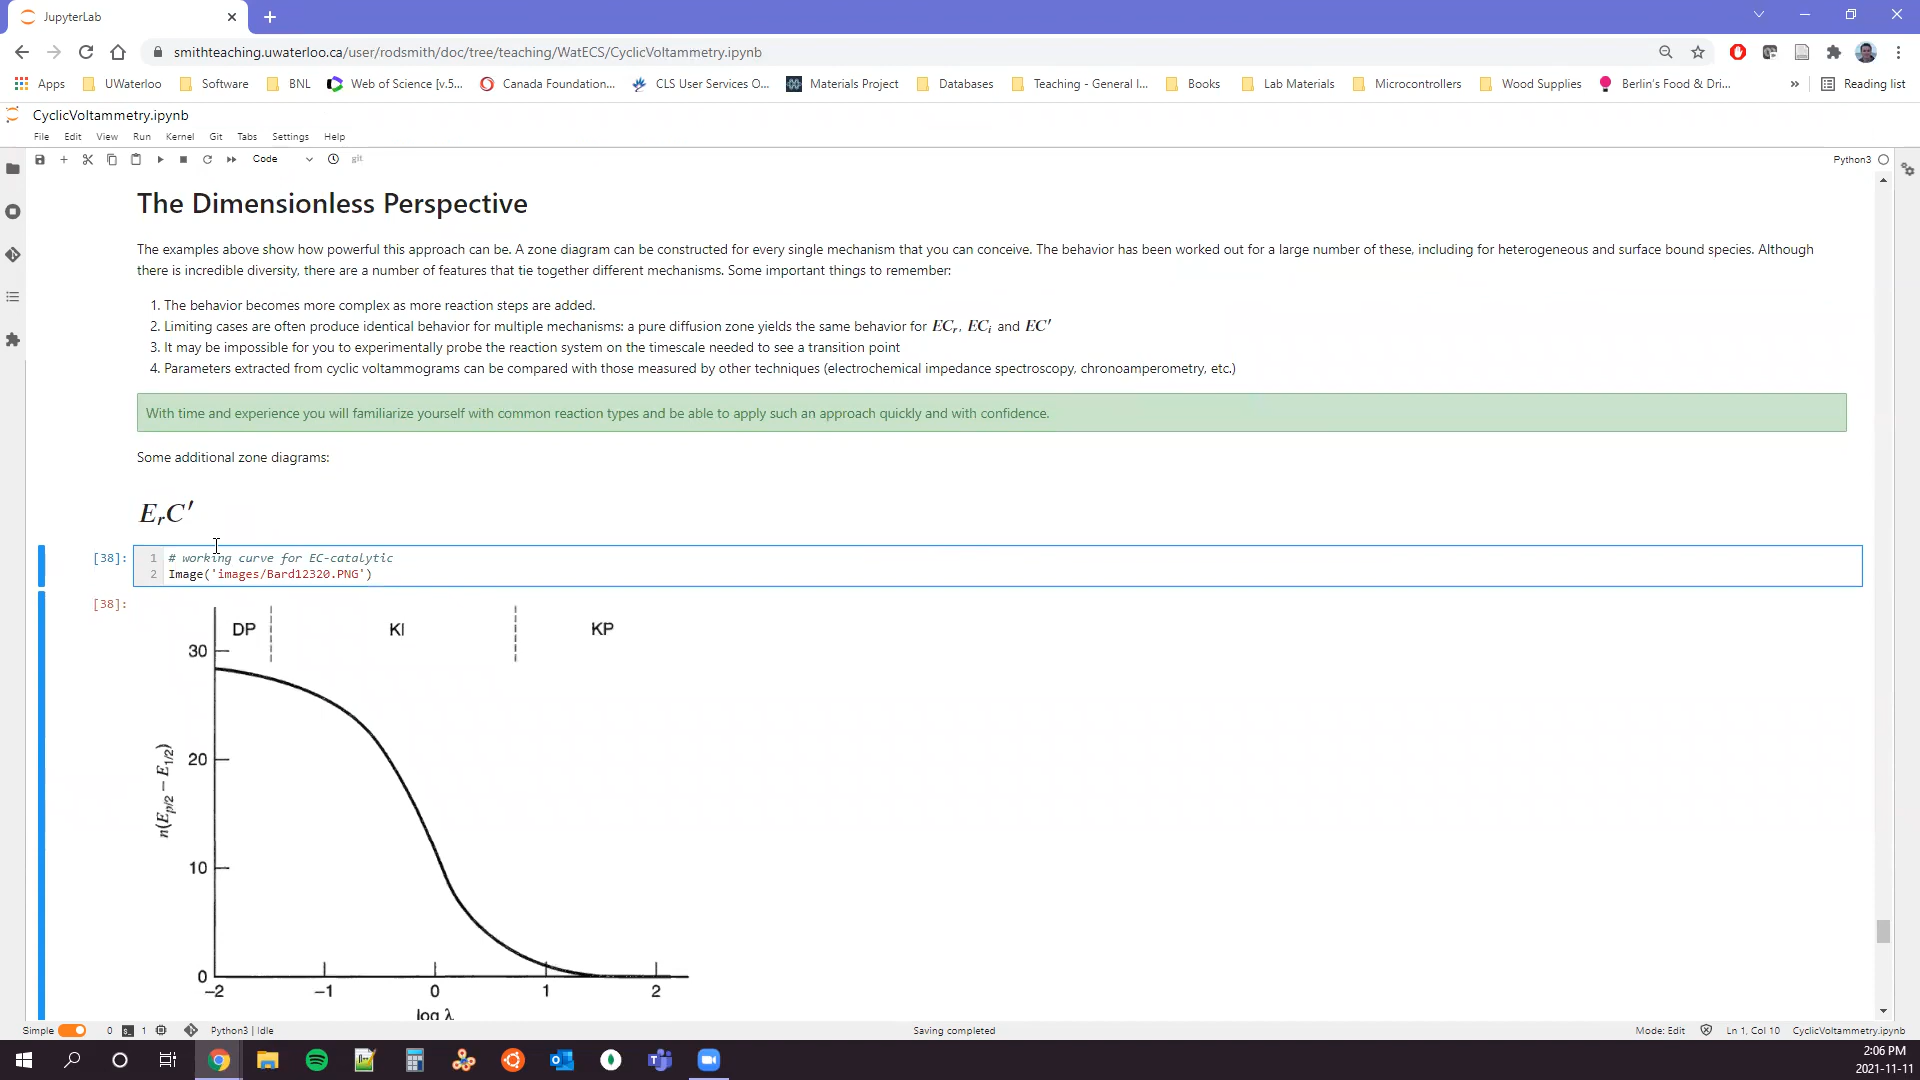 JupyterLab
smithteaching.uwaterloo.ca/user/rodsmith/doc/tree/teaching/WatECS/CyclicVoltammetry.ipynb
Apps UWaterloo Software BNL Web of Science [v.5... Canada Foundation... CLS User Services O... Materials Project Databases Teaching - General I... Books Lab Materials Microcontrollers Wood Supplies Berlin's Food & Dri... » Reading list
CyclicVoltammetry.ipynb
File Edit View Run Kernel Git Tabs Settings Help
Code git Python3
The Dimensionless Perspective
The examples above show how powerful this approach can be. A zone diagram can be constructed for every single mechanism that you can conceive. The behavior has been worked out for a large number of these, including for heterogeneous and surface bound species. Although
there is incredible diversity, there are a number of features that tie together different mechanisms. Some important things to remember:
1. The behavior becomes more complex as more reaction steps are added.
2. Limiting cases are often produce identical behavior for multiple mechanisms: a pure diffusion zone yields the same behavior for ECr, ECi and EC′
3. It may be impossible for you to experimentally probe the reaction system on the timescale needed to see a transition point
4. Parameters extracted from cyclic voltammograms can be compared with those measured by other techniques (electrochemical impedance spectroscopy, chronoamperometry, etc.)
With time and experience you will familiarize yourself with common reaction types and be able to apply such an approach quickly and with confidence.
Some additional zone diagrams:
ErC′
[38]: 1 # working curve for EC-catalytic
2 Image('images/Bard12320.PNG')
[38]:
DP KI KP
30
20
10
0
n(Ep/2 − E1/2)
−2 −1 0 1 2
log λ
Simple 0 1 Python3 | Idle Saving completed Mode: Edit Ln 1, Col 10 CyclicVoltammetry.ipynb
2:06 PM
2021-11-11